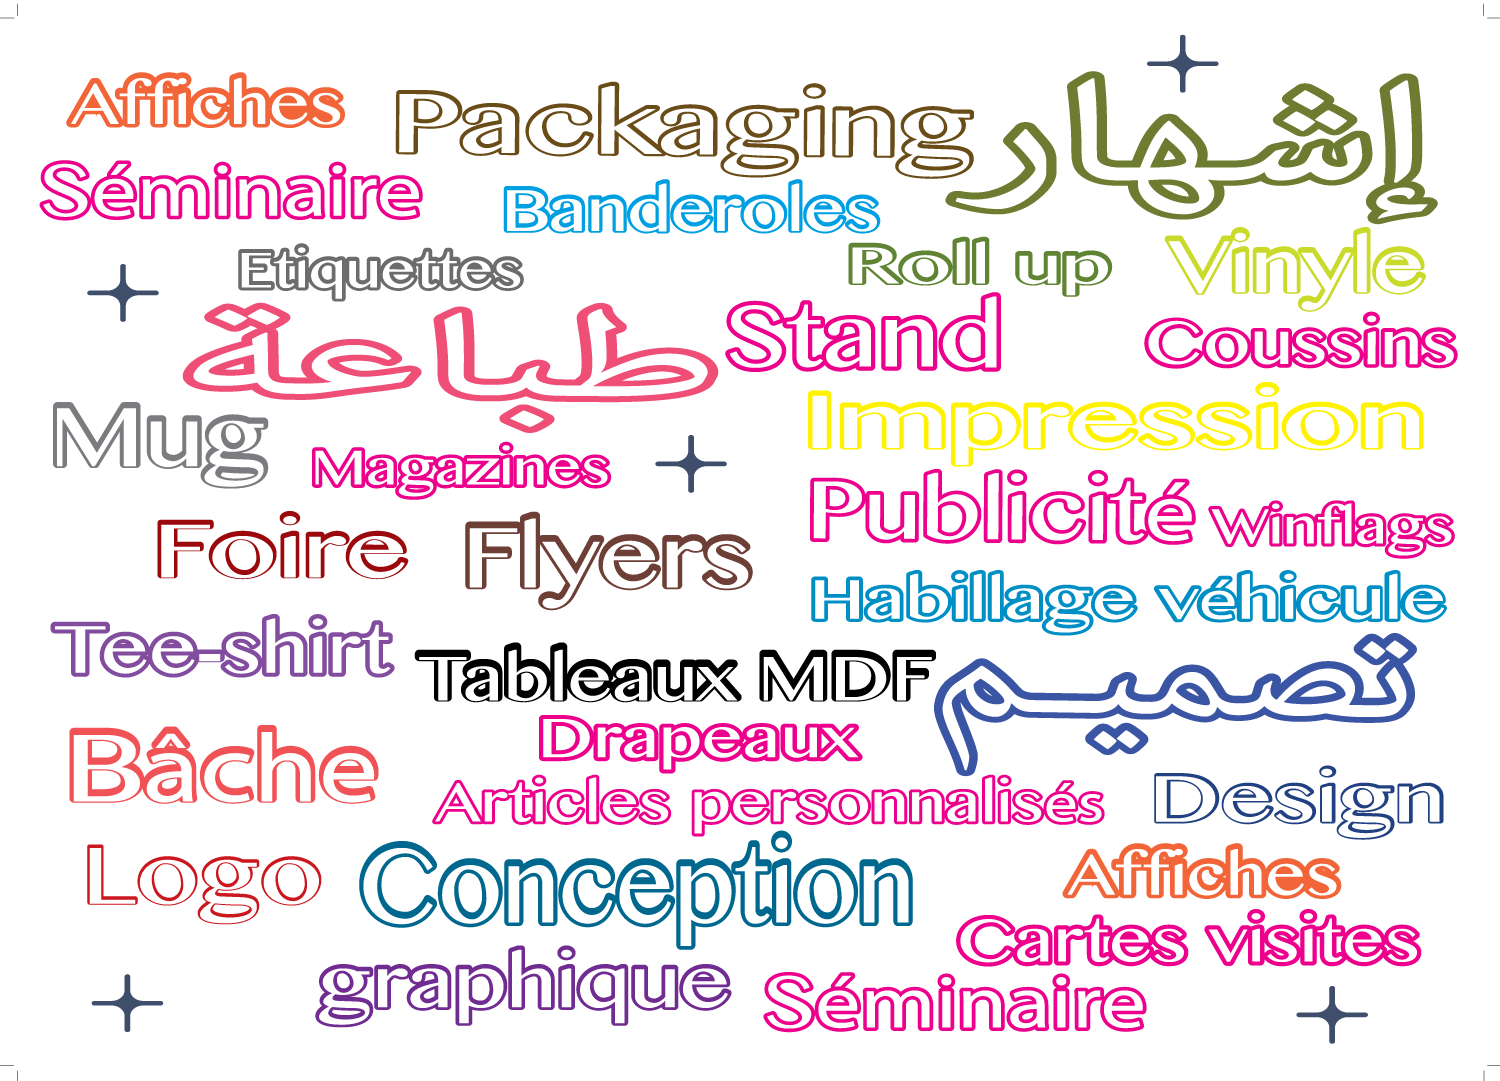 Affiches
Packaging
إشهار
Séminaire
Banderoles
Etiquettes
Roll up
Vinyle
طباعة
Stand
Coussins
Mug
Impression
Magazines
Publicité
Winflags
Foire
Flyers
Habillage véhicule
Tee-shirt
Tableaux MDF
تصميم
Bâche
Drapeaux
Articles personnalisés
Design
Logo
Conception
Affiches
Cartes visites
graphique
Séminaire